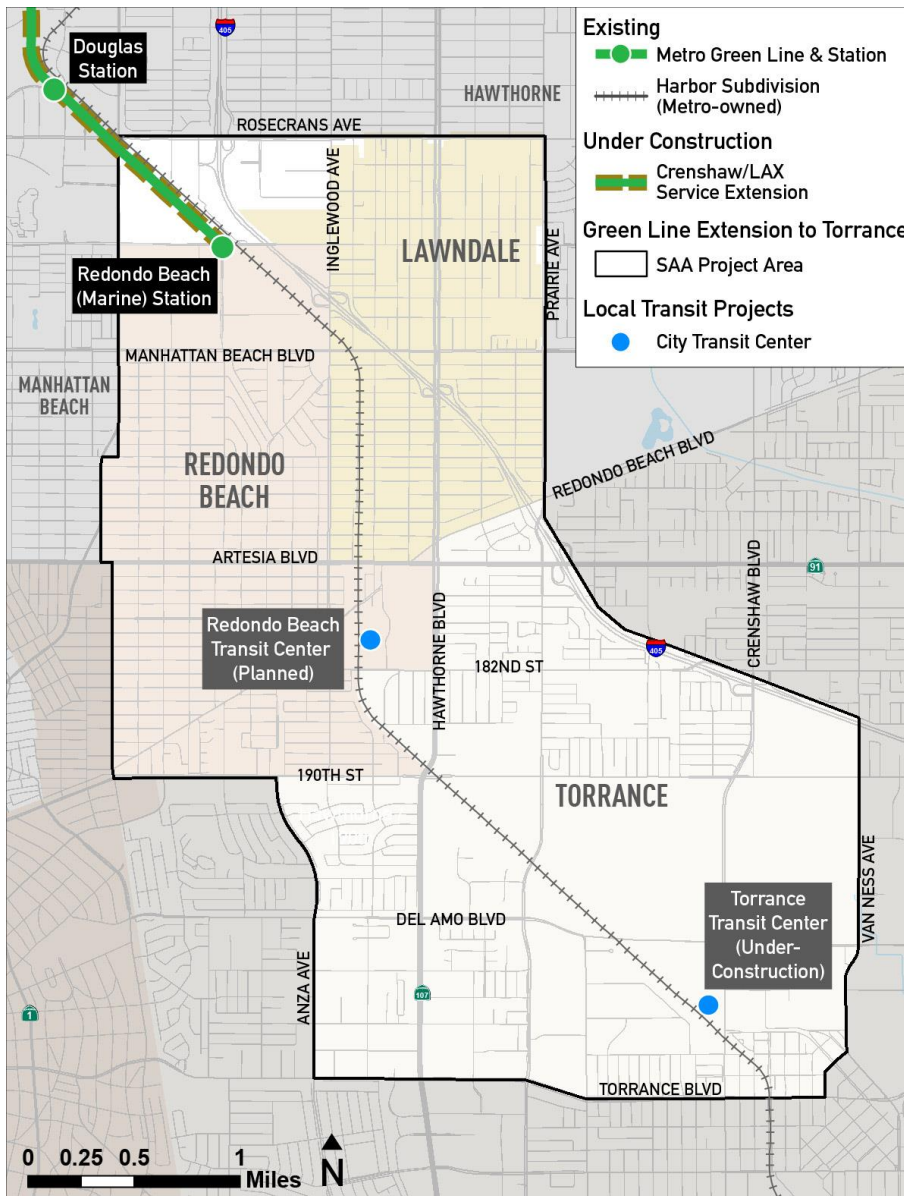 Douglas
Station
405
HAWTHORNE
ROSECRANS AVE
INGLEWOOD AVE
LAWNDALE
PRAIRIE AVE
Redondo Beach
(Marine) Station
MANHATTAN BEACH BLVD
MANHATTAN
BEACH
REDONDO
BEACH
REDONDO BEACH BLVD
ARTESIA BLVD
91
CRENSHAW BLVD
Redondo Beach
Transit Center
(Planned)
HAWTHORNE BLVD
182ND ST
405
190TH ST
TORRANCE
VAN NESS AVE
DEL AMO BLVD
Torrance
Transit Center
(Under-
Construction)
ANZA AVE
107
1
TORRANCE BLVD
0 0.25 0.5 1
Miles
N
Existing
Metro Green Line & Station
Harbor Subdivision
(Metro-owned)
Under Construction
Crenshaw/LAX
Service Extension
Green Line Extension to Torrance
SAA Project Area
Local Transit Projects
City Transit Center